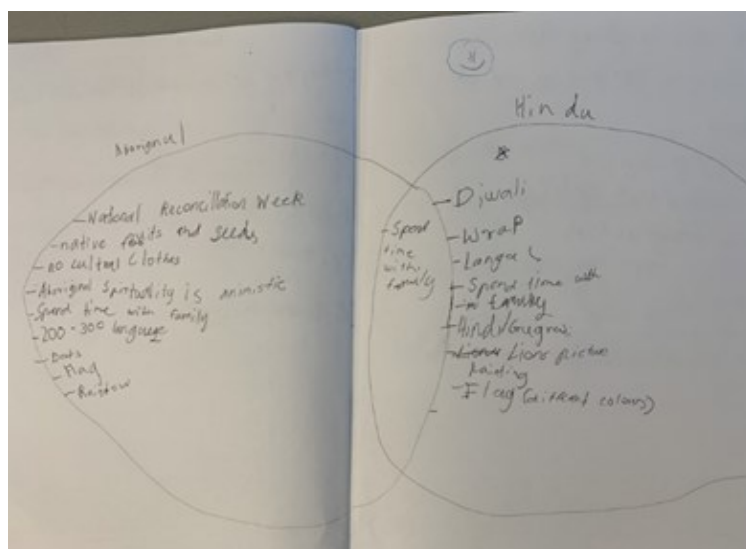 Aboriginal
- National Reconciliation Week
- native fruits and seeds
- no cultural clothes
- Aboriginal Spirtuality is animistic
- Spend time with family
- 200-300 language
- Dots
- Flag
- Rainbow
- Spend
time
with
family
Hindu
- Diwali
- Wrap
- Spend time with
family
- Hindu
- Lions picture
Painting
- Flag (different colours)